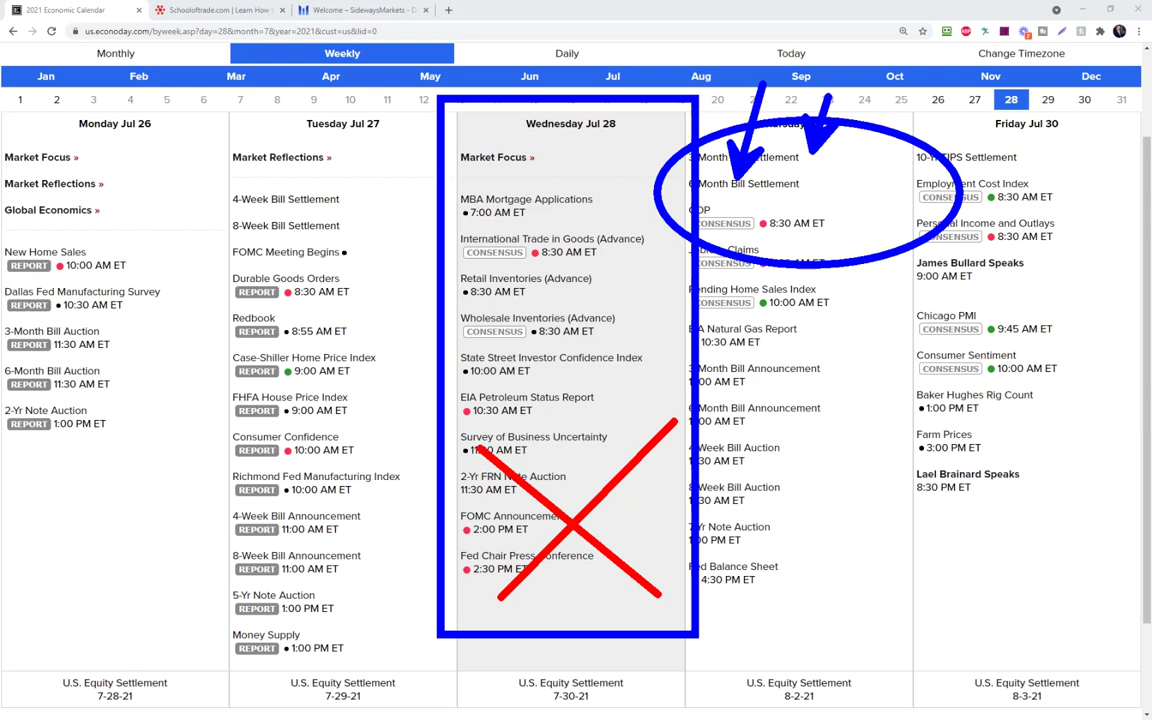 2021 Economic Calendar
Schooloftrade.com | Learn How
Welcome – SidewaysMarkets - D
us.econoday.com/byweek.asp?day=28&month=7&year=2021&cust=us&lid=0
Monthly Weekly Daily Today Change Timezone
Jan Feb Mar Apr May Jun Jul Aug Sep Oct Nov Dec
1 2 3 4 5 6 7 8 9 10 11 12 20 22 24 25 26 27 28 29 30 31
Monday Jul 26
Market Focus »
Market Reflections »
Global Economics »
New Home Sales
REPORT 10:00 AM ET
Dallas Fed Manufacturing Survey
REPORT • 10:30 AM ET
3-Month Bill Auction
REPORT 11:30 AM ET
6-Month Bill Auction
REPORT 11:30 AM ET
2-Yr Note Auction
REPORT 1:00 PM ET
U.S. Equity Settlement
7-28-21
Tuesday Jul 27
Market Reflections »
4-Week Bill Settlement
8-Week Bill Settlement
FOMC Meeting Begins
Durable Goods Orders
REPORT 8:30 AM ET
Redbook
REPORT • 8:55 AM ET
Case-Shiller Home Price Index
REPORT 9:00 AM ET
FHFA House Price Index
REPORT • 9:00 AM ET
Consumer Confidence
REPORT 10:00 AM ET
Richmond Fed Manufacturing Index
REPORT • 10:00 AM ET
4-Week Bill Announcement
REPORT 11:00 AM ET
8-Week Bill Announcement
REPORT 11:00 AM ET
5-Yr Note Auction
REPORT 1:00 PM ET
Money Supply
REPORT • 1:00 PM ET
U.S. Equity Settlement
7-29-21
Wednesday Jul 28
Market Focus »
MBA Mortgage Applications
• 7:00 AM ET
International Trade in Goods (Advance)
CONSENSUS 8:30 AM ET
Retail Inventories (Advance)
• 8:30 AM ET
Wholesale Inventories (Advance)
CONSENSUS • 8:30 AM ET
State Street Investor Confidence Index
• 10:00 AM ET
EIA Petroleum Status Report
10:30 AM ET
Survey of Business Uncertainty
AM ET
2-Yr FRN Note Auction
11:30 AM ET
FOMC Announcement
2:00 PM ET
Fed Chair Press Conference
2:30 PM ET
U.S. Equity Settlement
7-30-21
Month Settlement
Month Bill Settlement
GDP
CONSENSUS 8:30 AM ET
Claims
CONSENSUS AM ET
Pending Home Sales Index
CONSENSUS 10:00 AM ET
EIA Natural Gas Report
10:30 AM ET
3-Month Bill Announcement
AM ET
6-Month Bill Announcement
AM ET
4-Week Bill Auction
AM ET
8-Week Bill Auction
AM ET
7-Yr Note Auction
1:00 PM ET
Fed Balance Sheet
4:30 PM ET
U.S. Equity Settlement
8-2-21
Friday Jul 30
10-Yr TIPS Settlement
Employment Cost Index
CONSENSUS 8:30 AM ET
Personal Income and Outlays
CONSENSUS 8:30 AM ET
James Bullard Speaks
9:00 AM ET
Chicago PMI
CONSENSUS 9:45 AM ET
Consumer Sentiment
CONSENSUS 10:00 AM ET
Baker Hughes Rig Count
• 1:00 PM ET
Farm Prices
• 3:00 PM ET
Lael Brainard Speaks
8:30 PM ET
U.S. Equity Settlement
8-3-21